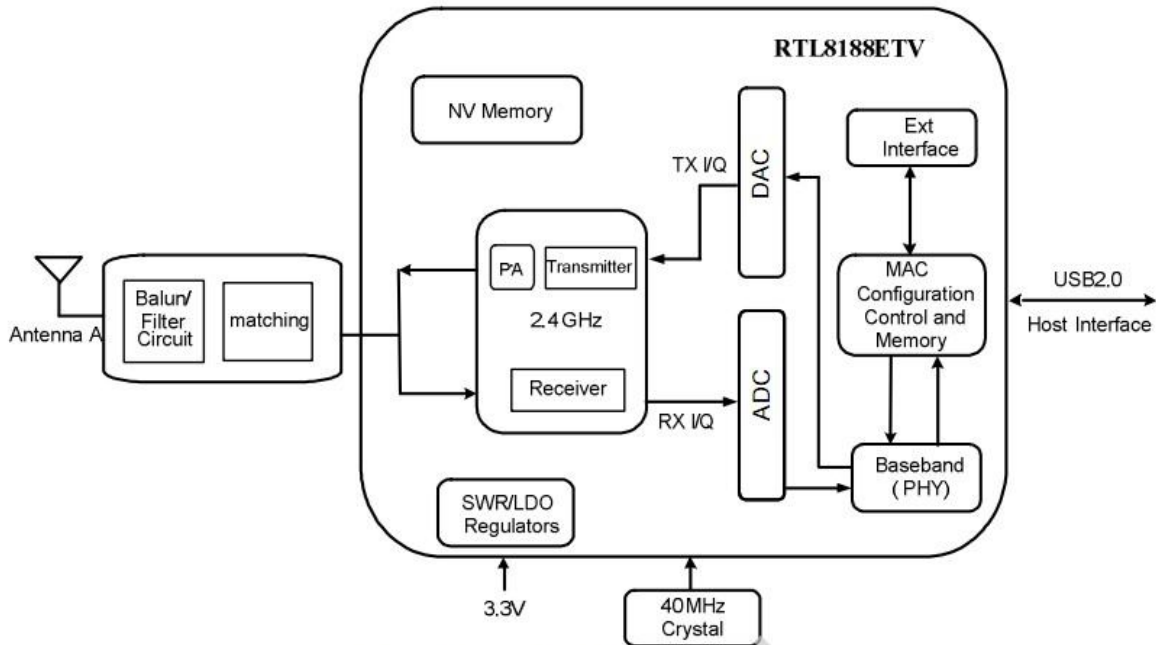 RTL8188ETV
NV Memory
Ext
Interface
TX I/Q
DAC
PA
Transmitter
2.4GHz
Receiver
RX I/Q
ADC
MAC
Configuration
Control and
Memory
Baseband
(PHY)
USB2.0
Host Interface
Antenna A
Balun/
Filter
Circuit
matching
SWR/LDO
Regulators
3.3V
40MHz
Crystal